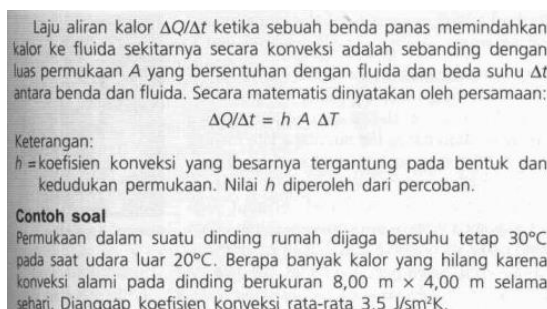 Laju aliran kalor ΔQ/Δt ketika sebuah benda panas memindahkan
kalor ke fluida sekitarnya secara konveksi adalah sebanding dengan
luas permukaan A yang bersentuhan dengan fluida dan beda suhu Δt
antara benda dan fluida. Secara matematis dinyatakan oleh persamaan:
ΔQ/Δt = h A ΔT
Keterangan:
h = koefisien konveksi yang besarnya tergantung pada bentuk dan
kedudukan permukaan. Nilai h diperoleh dari percoban.
Contoh soal
Permukaan dalam suatu dinding rumah dijaga bersuhu tetap 30°C
pada saat udara luar 20°C. Berapa banyak kalor yang hilang karena
konveksi alami pada dinding berukuran 8,00 m × 4,00 m selama
sehari. Dianggap koefisien konveksi rata-rata 3,5 J/sm²K.